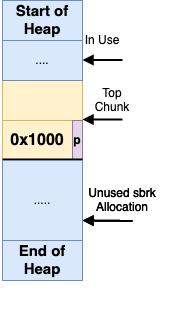 Start of
Heap
In Use
....
Top
Chunk
0x1000
p
Unused sbrk
Allocation
.....
End of
Heap